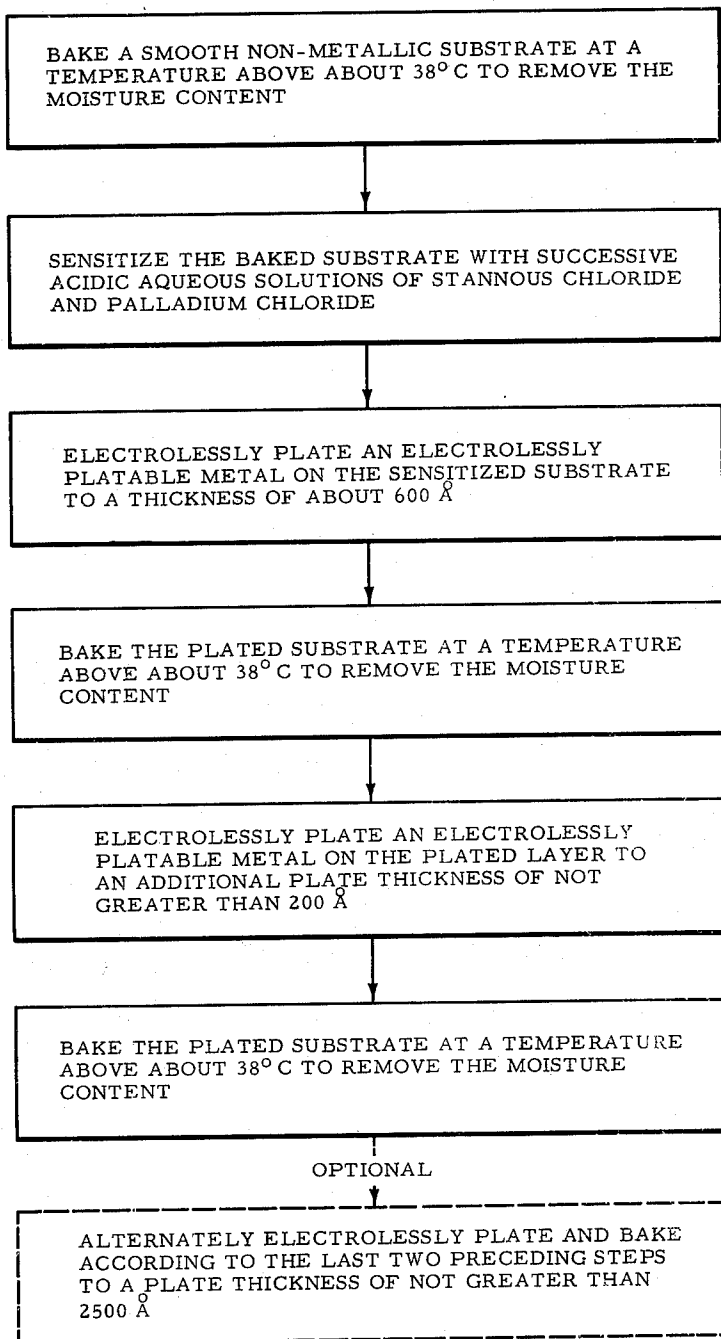 BAKE A SMOOTH NON-METALLIC SUBSTRATE AT A
TEMPERATURE ABOVE ABOUT 38° C TO REMOVE THE
MOISTURE CONTENT
SENSITIZE THE BAKED SUBSTRATE WITH SUCCESSIVE
ACIDIC AQUEOUS SOLUTIONS OF STANNOUS CHLORIDE
AND PALLADIUM CHLORIDE
ELECTROLESSLY PLATE AN ELECTROLESSLY
PLATABLE METAL ON THE SENSITIZED SUBSTRATE
TO A THICKNESS OF ABOUT 600 Å
BAKE THE PLATED SUBSTRATE AT A TEMPERATURE
ABOVE ABOUT 38° C TO REMOVE THE MOISTURE
CONTENT
ELECTROLESSLY PLATE AN ELECTROLESSLY
PLATABLE METAL ON THE PLATED LAYER TO
AN ADDITIONAL PLATE THICKNESS OF NOT
GREATER THAN 200 Å
BAKE THE PLATED SUBSTRATE AT A TEMPERATURE
ABOVE ABOUT 38° C TO REMOVE THE MOISTURE
CONTENT
OPTIONAL
ALTERNATELY ELECTROLESSLY PLATE AND BAKE
ACCORDING TO THE LAST TWO PRECEDING STEPS
TO A PLATE THICKNESS OF NOT GREATER THAN
2500 Å